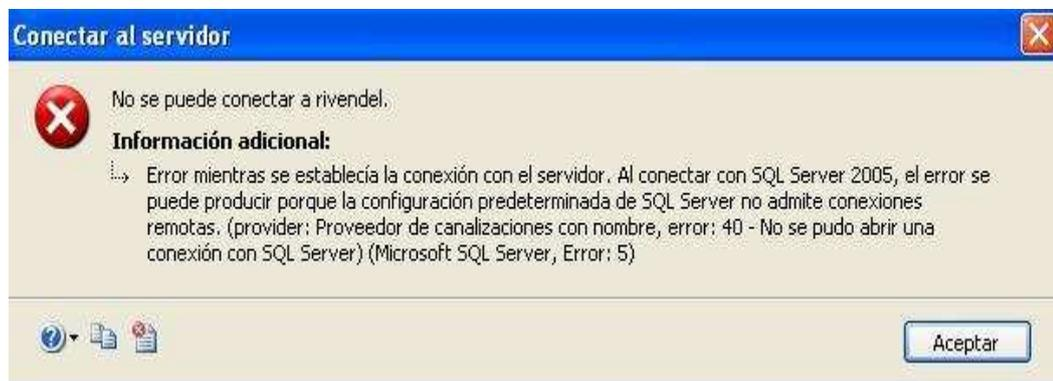 Conectar al servidor
No se puede conectar a rivendel.
Información adicional:
Error mientras se establecía la conexión con el servidor. Al conectar con SQL Server 2005, el error se
puede producir porque la configuración predeterminada de SQL Server no admite conexiones
remotas. (provider: Proveedor de canalizaciones con nombre, error: 40 - No se pudo abrir una
conexión con SQL Server) (Microsoft SQL Server, Error: 5)
Aceptar